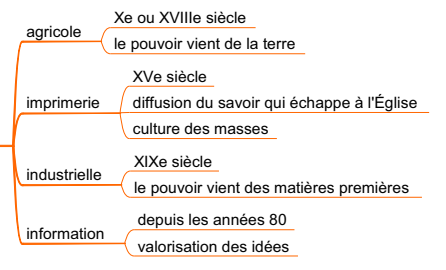 agricole
Xe ou XVIIIe siècle
le pouvoir vient de la terre
imprimerie
XVe siècle
diffusion du savoir qui échappe à l'Église
culture des masses
industrielle
XIXe siècle
le pouvoir vient des matières premières
information
depuis les années 80
valorisation des idées